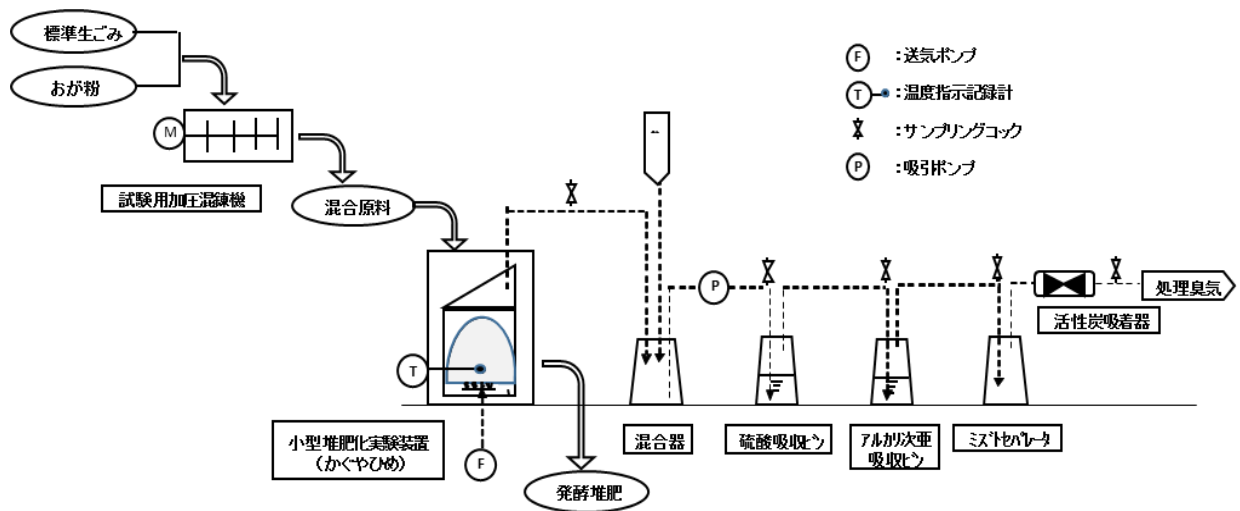 標準生ごみ
おが粉
M
試験用加圧混練機
混合原料
F :送気ポンプ
T :温度指示記録計
:サンプリングコック
P :吸引ポンプ
T
小型堆肥化実験装置
(かぐやひめ)
F
発酵堆肥
混合器
P
硫酸吸収ビン
アルカリ次亜
吸収ビン
ミストセパレータ
活性炭吸着器
処理臭気